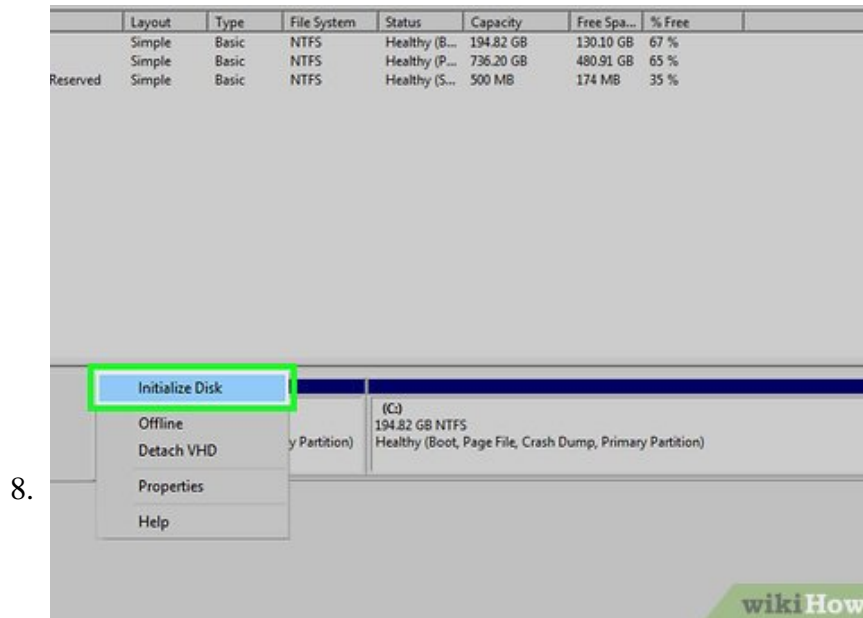 Layout Type File System Status Capacity Free Spa... % Free
Simple Basic NTFS Healthy (B... 194.82 GB 130.10 GB 67 %
Simple Basic NTFS Healthy (P... 736.20 GB 480.91 GB 65 %
Reserved Simple Basic NTFS Healthy (S... 500 MB 174 MB 35 %
Initialize Disk
Offline
Detach VHD
Properties
Help
y Partition)
(C:)
194.82 GB NTFS
Healthy (Boot, Page File, Crash Dump, Primary Partition)
8.
wikiHow